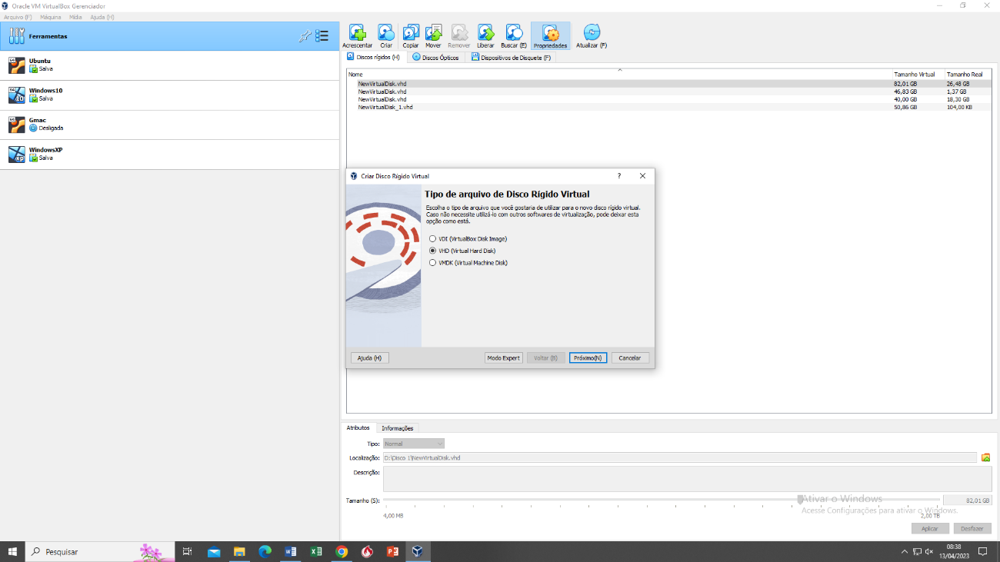 Oracle VM VirtualBox Gerenciador
Arquivo (F) Máquina Mídia Ajuda (H)
Ferramentas
Ubuntu
Salva
Windows10
Salva
Gmac
Desligada
WindowsXP
Salva
Acrescentar Criar Copiar Mover Remover Liberar Buscar (E) Propriedades Atualizar (F)
Discos rígidos (H) Discos Ópticos Dispositivos de Disquete (F)
Nome Tamanho Virtual Tamanho Real
NewVirtualDisk.vhd 82,01 GB 26,48 GB
NewVirtualDisk.vhd 46,83 GB 1,37 GB
NewVirtualDisk.vhd 40,00 GB 18,30 GB
NewVirtualDisk_1.vhd 50,86 GB 104,00 KB
Criar Disco Rígido Virtual
Tipo de arquivo de Disco Rígido Virtual
Escolha o tipo de arquivo que você gostaria de utilizar para o novo disco rígido virtual.
Caso não necessite utilizá-lo com outros softwares de virtualização, pode deixar esta
opção como está.
VDI (VirtualBox Disk Image)
VHD (Virtual Hard Disk)
VMDK (Virtual Machine Disk)
Ajuda (H) Modo Expert Voltar (B) Próximo(N) Cancelar
Atributos Informações
Tipo: Normal
Localização: D:\Disco 1\NewVirtualDisk.vhd
Descrição:
Tamanho (S): 82,01 GB
4,00 MB 2,00 TB
Ativar o Windows
Acesse Configurações para ativar o Windows.
Aplicar Desfazer
Pesquisar
08:38
13/04/2023